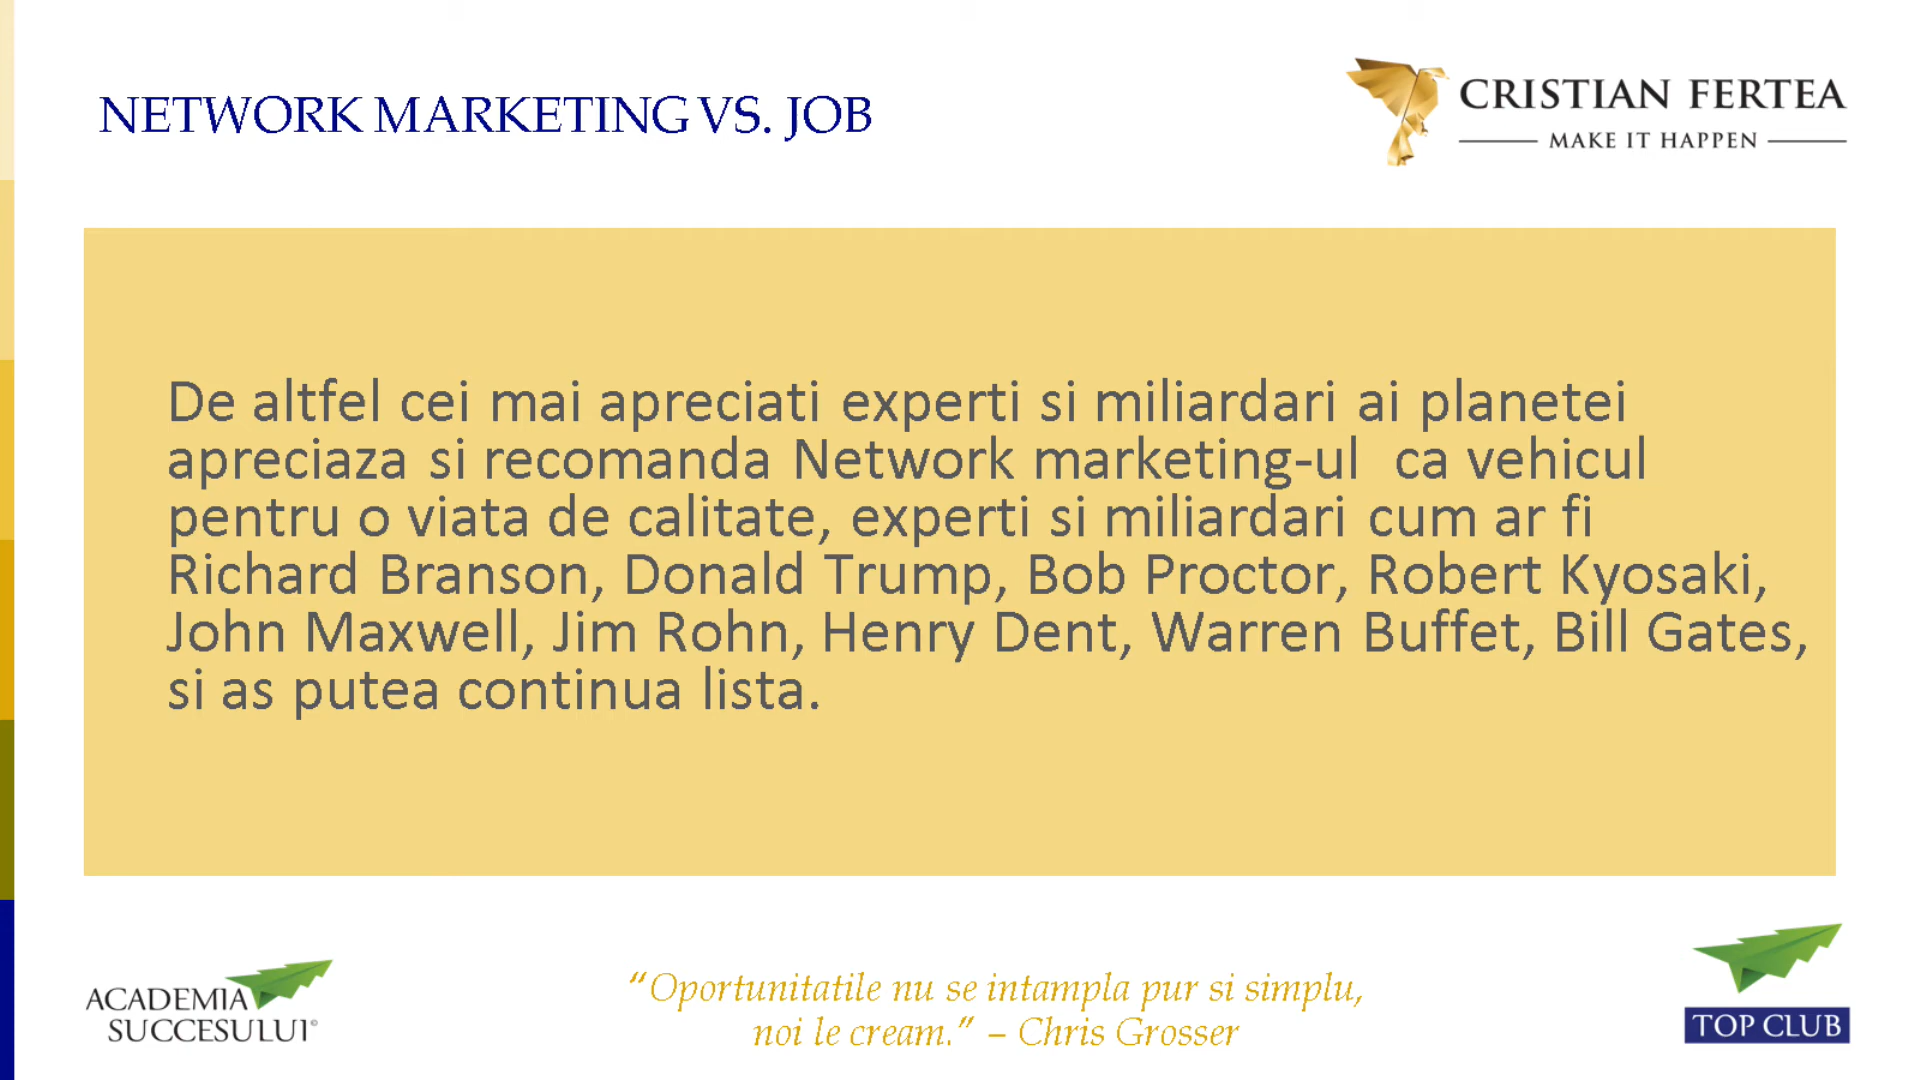 NETWORK MARKETING VS. JOB
CRISTIAN FERTEA
MAKE IT HAPPEN
De altfel cei mai apreciati experti si miliardari ai planetei
apreciaza si recomanda Network marketing-ul ca vehicul
pentru o viata de calitate, experti si miliardari cum ar fi
Richard Branson, Donald Trump, Bob Proctor, Robert Kyosaki,
John Maxwell, Jim Rohn, Henry Dent, Warren Buffet, Bill Gates,
si as putea continua lista.
ACADEMIA
SUCCESULUI©
“Oportunitatile nu se intampla pur si simplu,
noi le cream.” – Chris Grosser
TOP CLUB